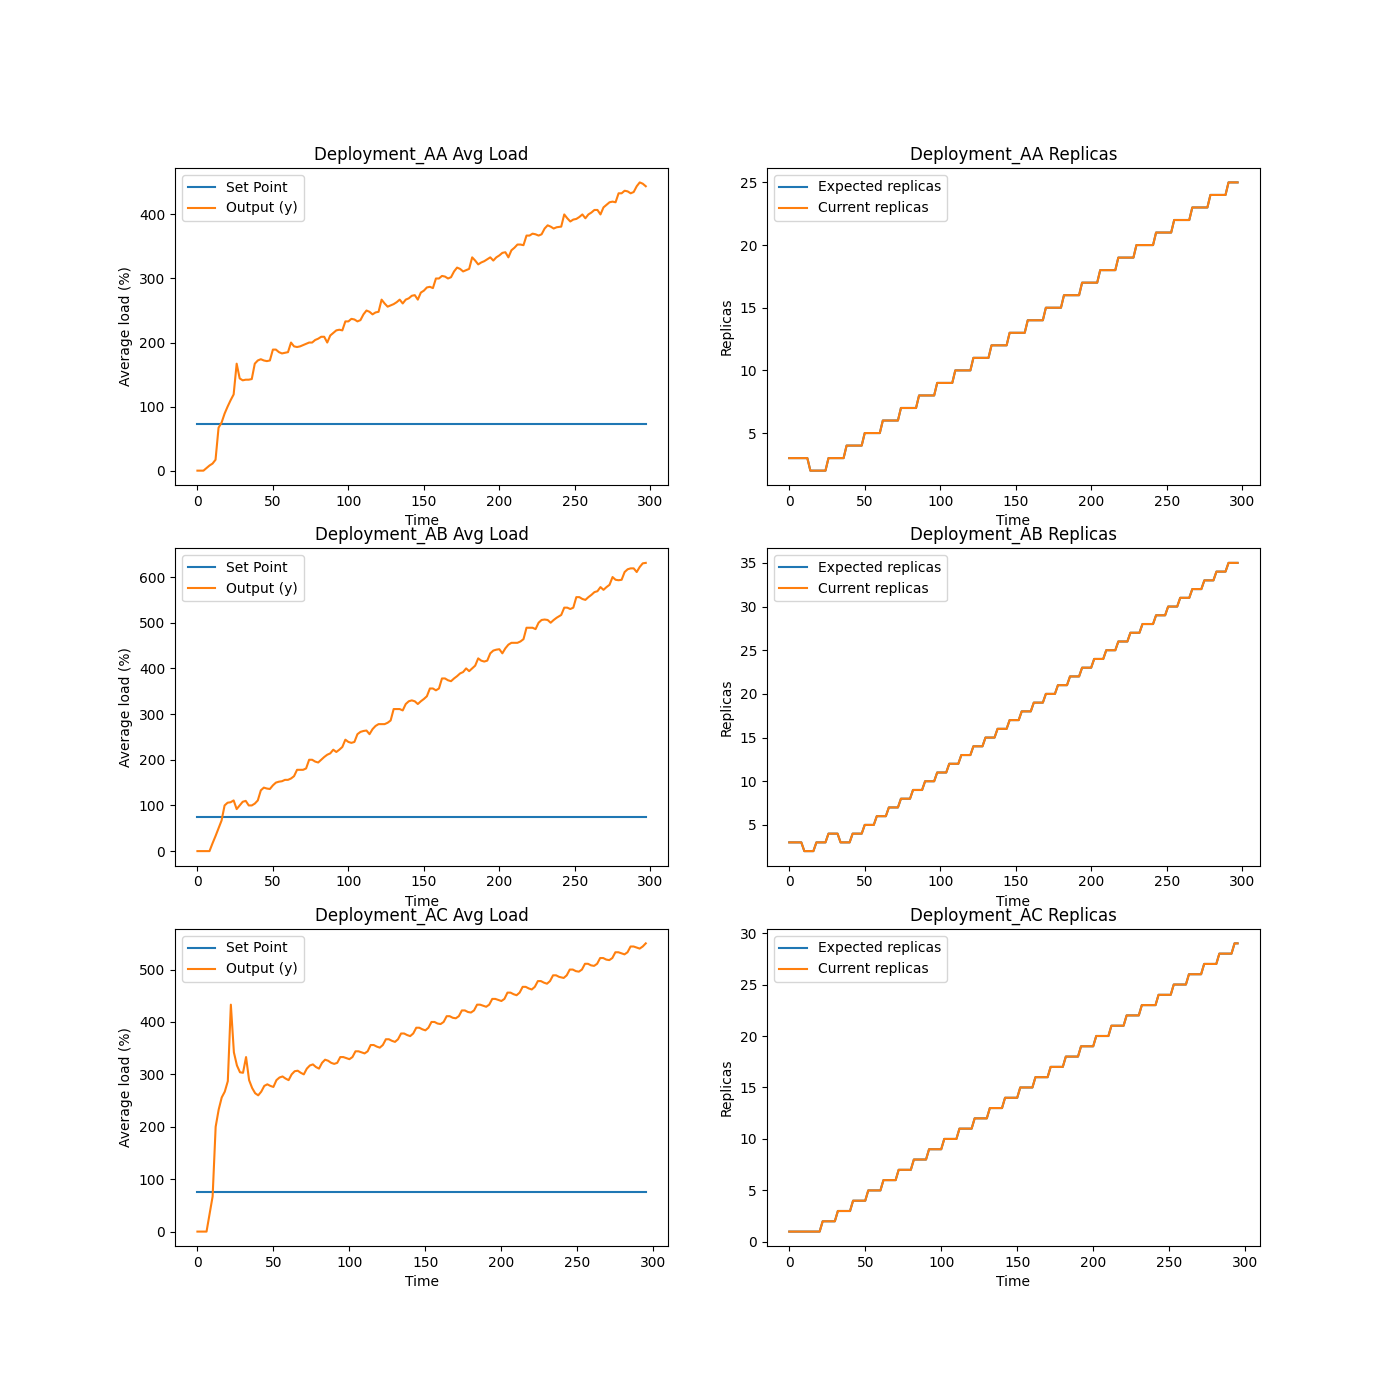 Deployment_AA Avg Load
Set Point
Output (y)
Average load (%)
400
300
200
100
0
0 50 100 150 200 250 300
Time
Deployment_AA Replicas
Expected replicas
Current replicas
Replicas
25
20
15
10
5
0 50 100 150 200 250 300
Time
Deployment_AB Avg Load
Set Point
Output (y)
Average load (%)
600
500
400
300
200
100
0
0 50 100 150 200 250 300
Time
Deployment_AB Replicas
Expected replicas
Current replicas
Replicas
35
30
25
20
15
10
5
0 50 100 150 200 250 300
Time
Deployment_AC Avg Load
Set Point
Output (y)
Average load (%)
500
400
300
200
100
0
0 50 100 150 200 250 300
Time
Deployment_AC Replicas
Expected replicas
Current replicas
Replicas
30
25
20
15
10
5
0
0 50 100 150 200 250 300
Time